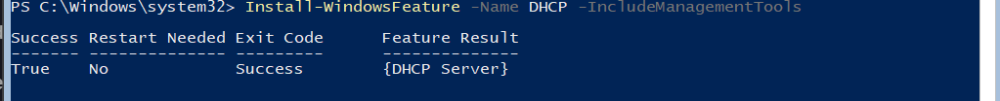 PS C:\Windows\system32> Install-WindowsFeature -Name DHCP -IncludeManagementTools
Success Restart Needed Exit Code      Feature Result
------- -------------- ---------      --------------
True    No             Success        {DHCP Server}